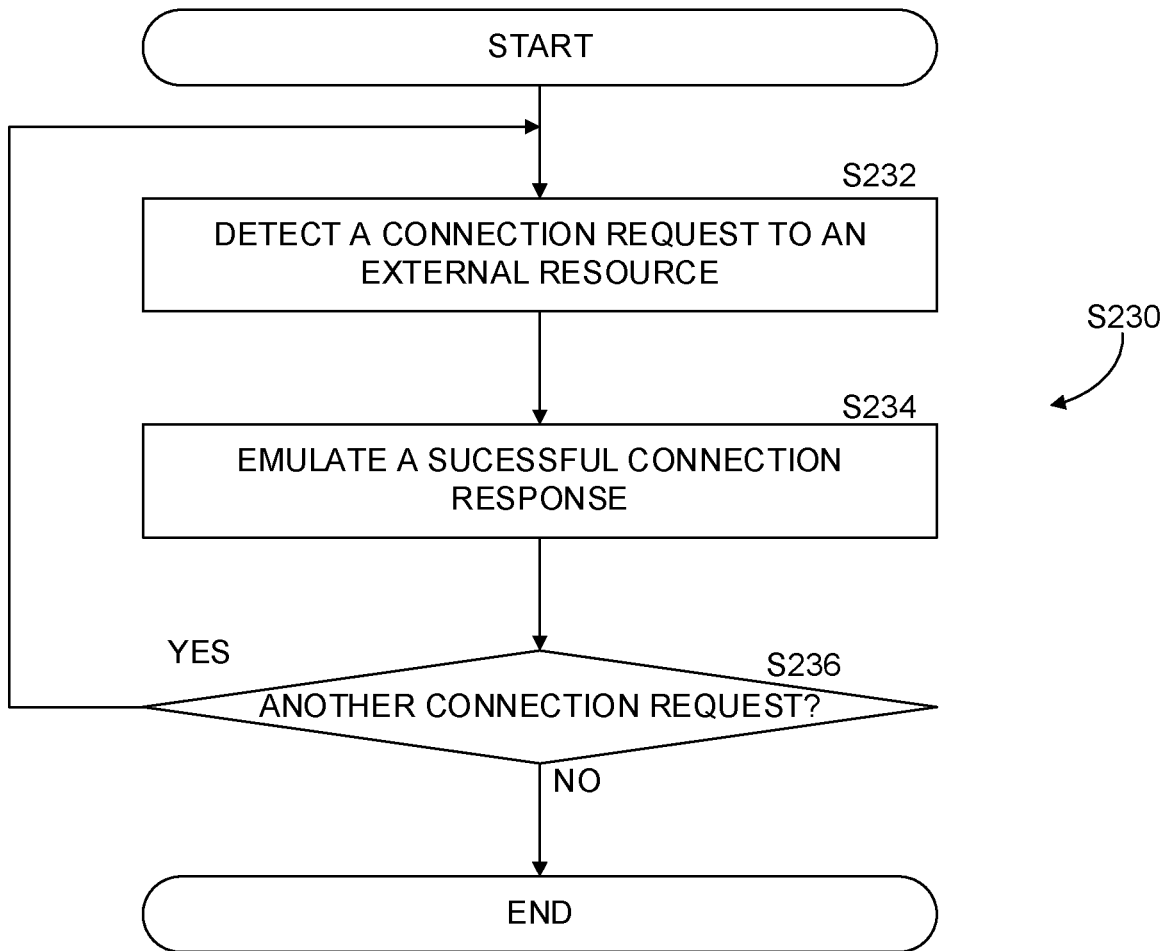 START
S232
DETECT A CONNECTION REQUEST TO AN
EXTERNAL RESOURCE
S230
S234
EMULATE A SUCESSFUL CONNECTION
RESPONSE
YES
S236
ANOTHER CONNECTION REQUEST?
NO
END